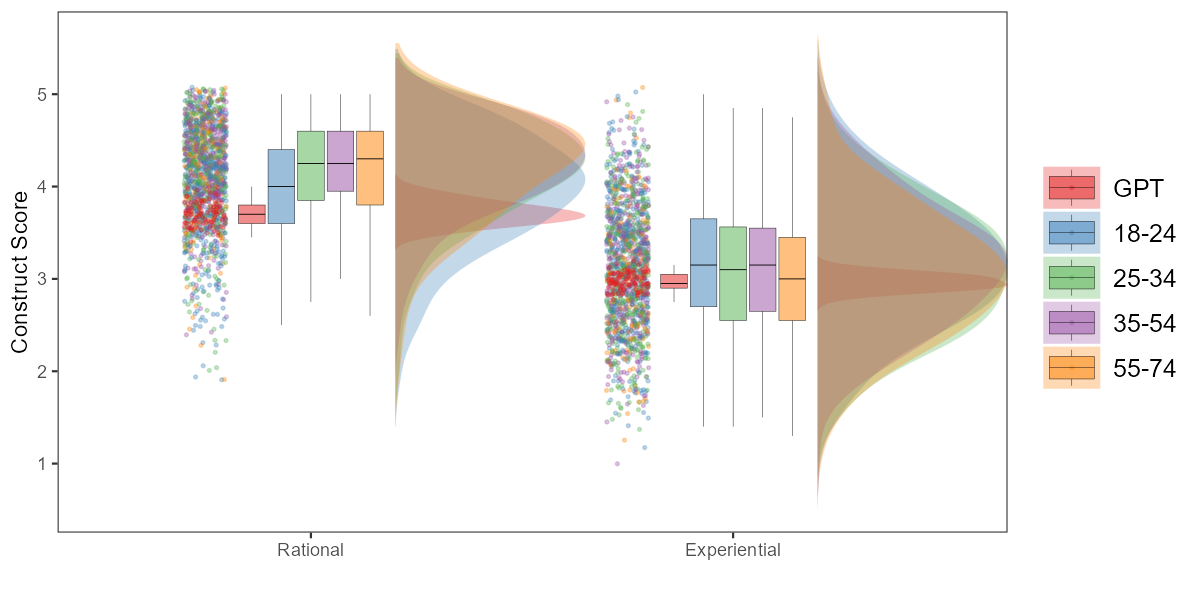 Construct Score
5
4
3
2
1
Rational
Experiential
GPT
18-24
25-34
35-54
55-74